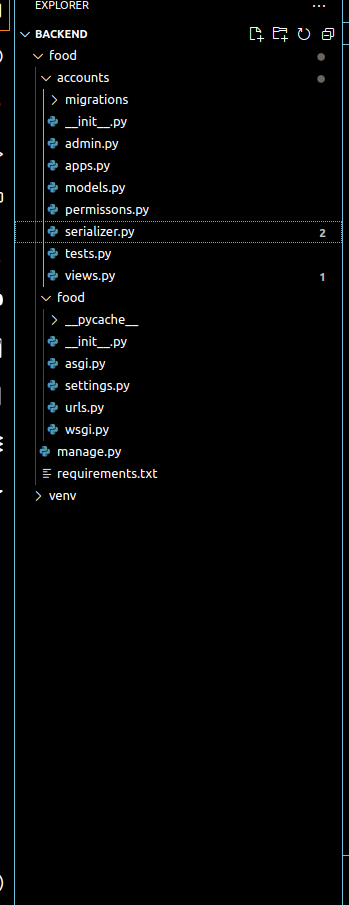 EXPLORER ...
BACKEND
food
accounts
migrations
__init__.py
admin.py
apps.py
models.py
permissons.py
serializer.py 2
tests.py
views.py 1
food
__pycache__
__init__.py
asgi.py
settings.py
urls.py
wsgi.py
manage.py
requirements.txt
venv